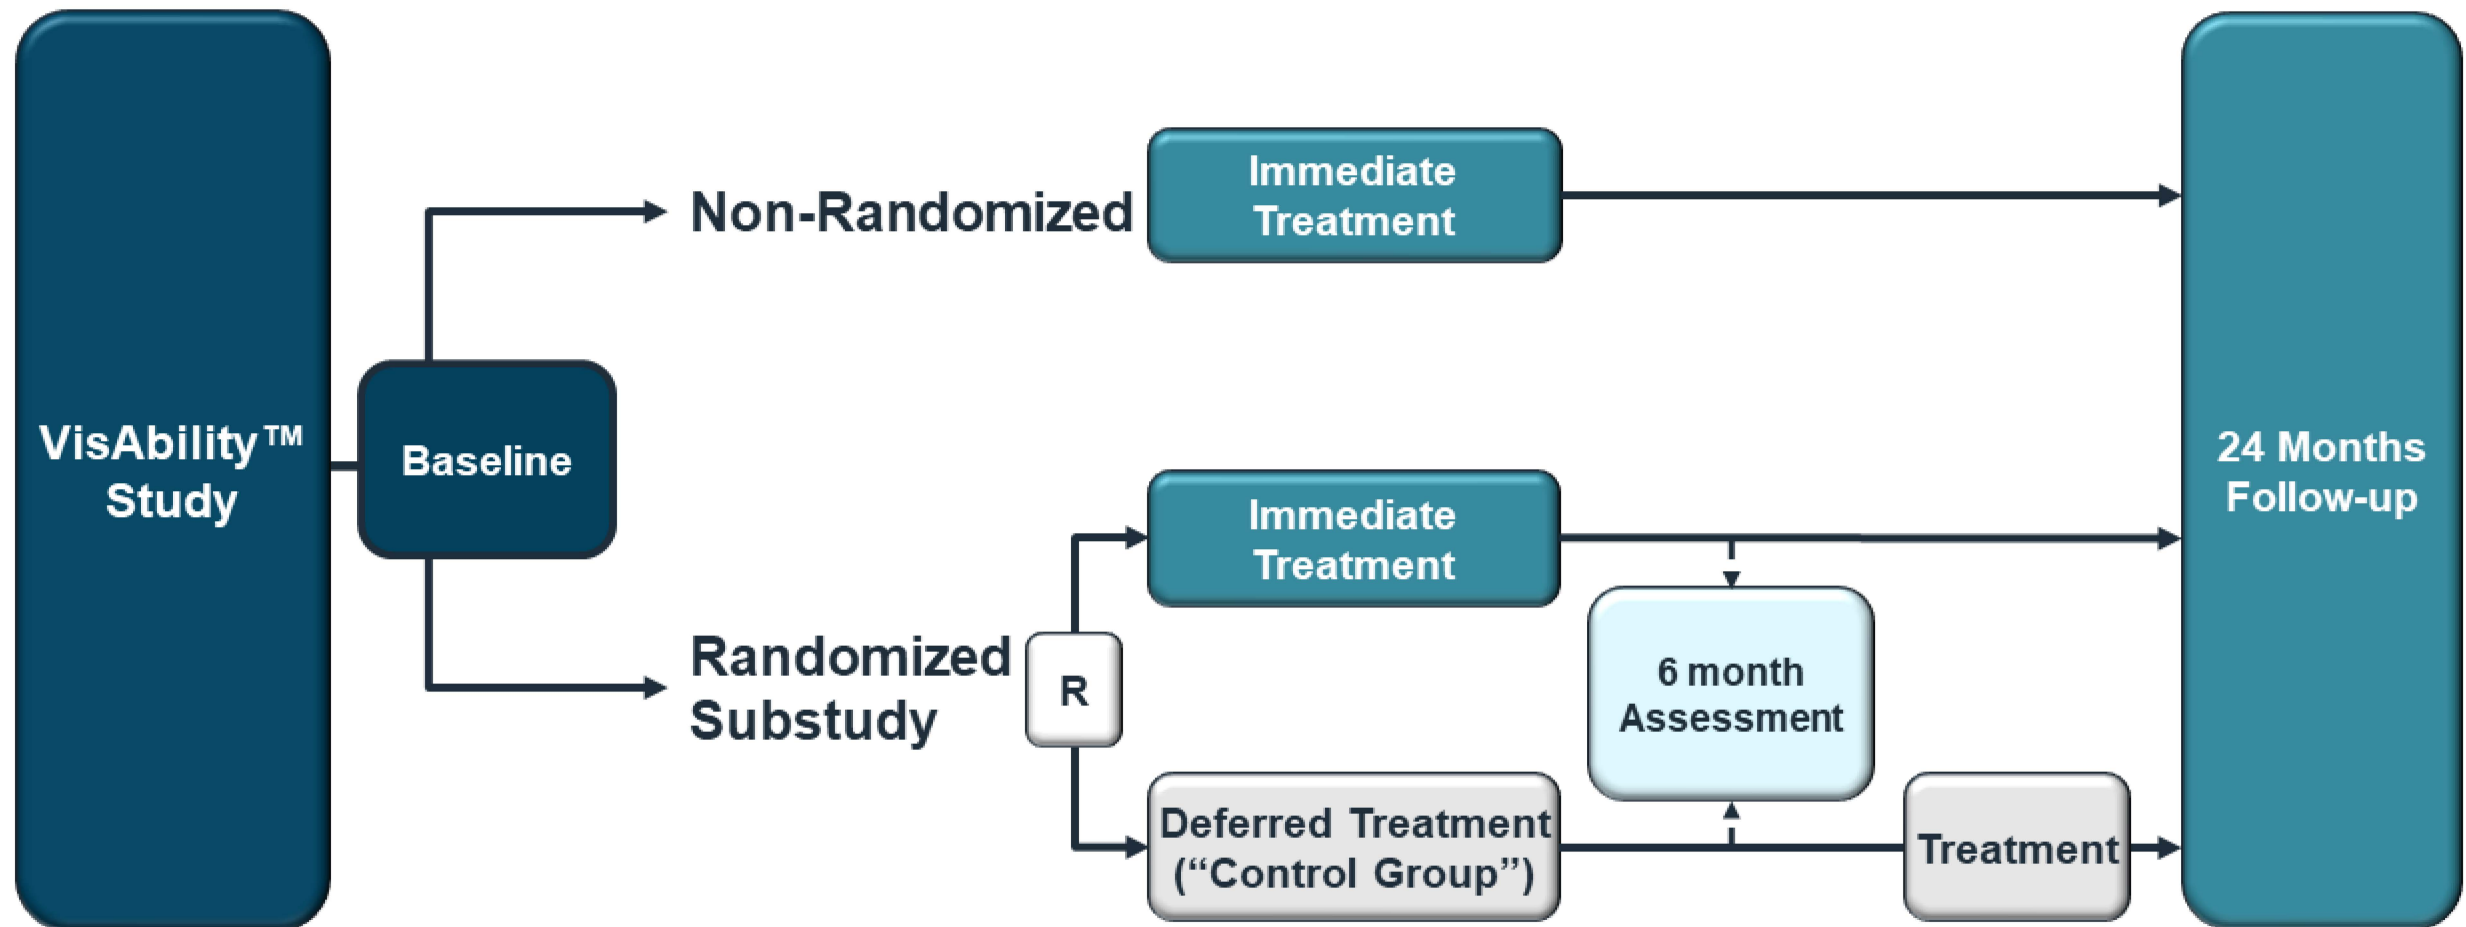 VisAbility™
Study
Baseline
Non-Randomized
Immediate
Treatment
Randomized
Substudy
R
Immediate
Treatment
6 month
Assessment
Deferred Treatment
(“Control Group”)
Treatment
24 Months
Follow-up